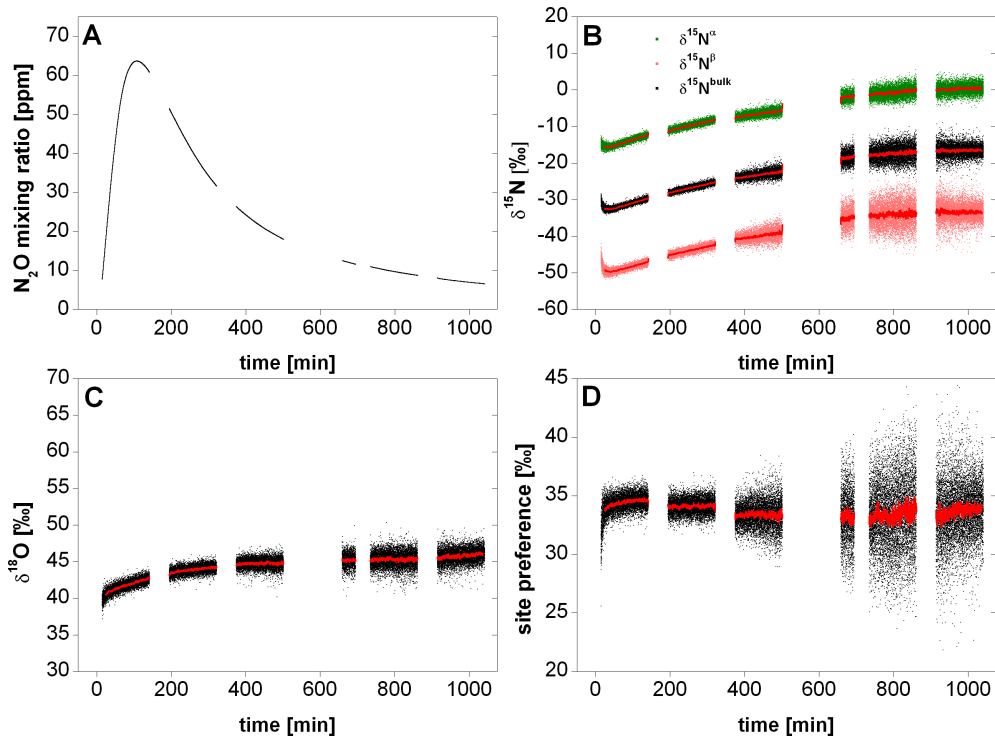 A
N₂O mixing ratio [ppm]
80
70
60
50
40
30
20
10
0
0 200 400 600 800 1000
time [min]
B
δ¹⁵Nᵅ
δ¹⁵Nᵝ
δ¹⁵Nᵇᵘˡᵏ
δ¹⁵N [‰]
20
10
0
-10
-20
-30
-40
-50
-60
0 200 400 600 800 1000
time [min]
C
δ¹⁸O [‰]
70
65
60
55
50
45
40
35
30
0 200 400 600 800 1000
time [min]
D
site preference [‰]
45
40
35
30
25
20
0 200 400 600 800 1000
time [min]